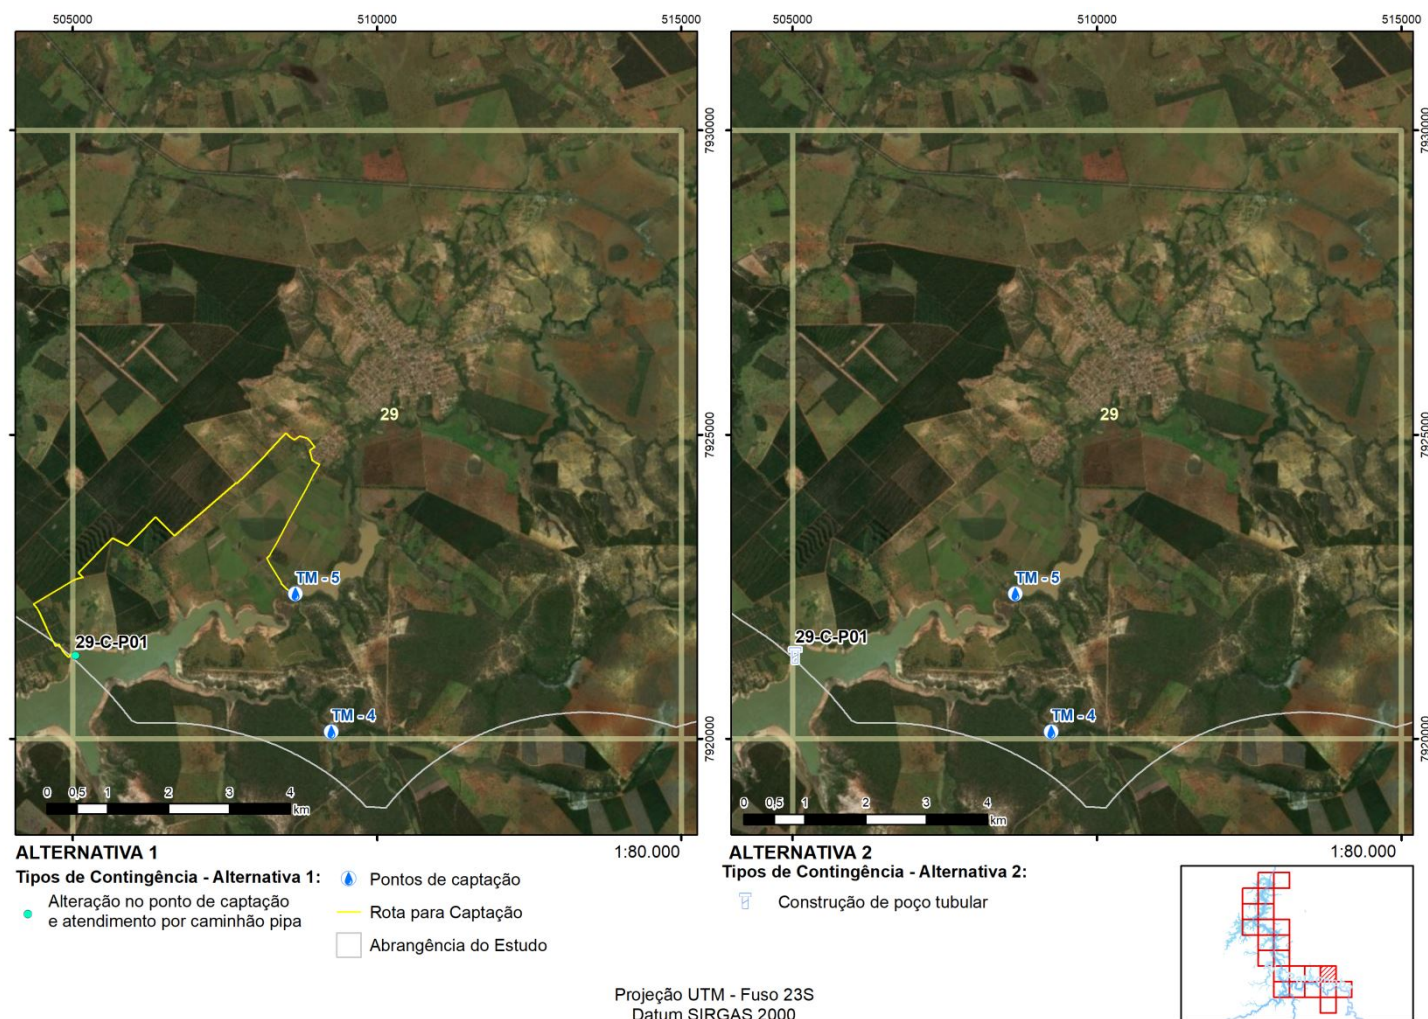 505000 510000 515000
505000 510000 515000
7930000
7930000
29
29
7925000
7925000
TM - 5
TM - 5
29-C-P01
29-C-P01
TM - 4
TM - 4
7920000
7920000
0 0,5 1 2 3 4
km
0 0,5 1 2 3 4
km
ALTERNATIVA 1
1:80.000
Tipos de Contingência - Alternativa 1:
Alteração no ponto de captação
e atendimento por caminhão pipa
Pontos de captação
Rota para Captação
Abrangência do Estudo
ALTERNATIVA 2
1:80.000
Tipos de Contingência - Alternativa 2:
Construção de poço tubular
Projeção UTM - Fuso 23S
Datum SIRGAS 2000